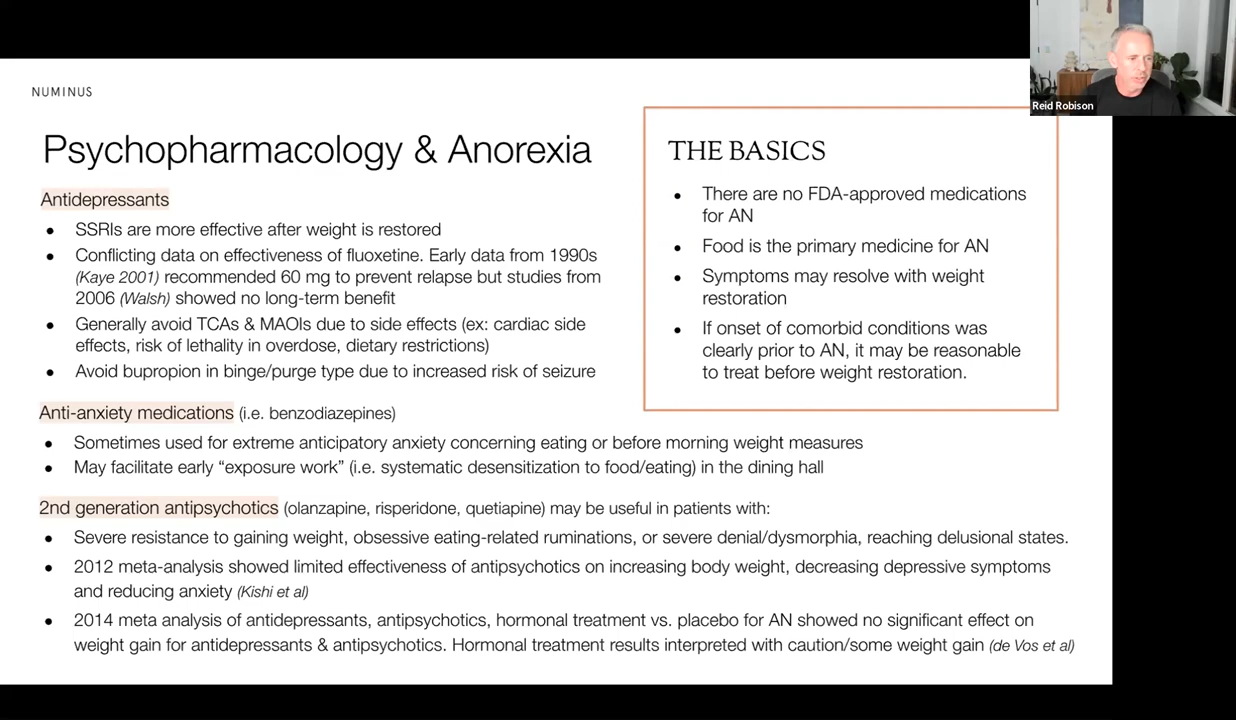 NUMINUS
Reid Robison
Psychopharmacology & Anorexia
Antidepressants
● SSRIs are more effective after weight is restored
● Conflicting data on effectiveness of fluoxetine. Early data from 1990s
(Kaye 2001) recommended 60 mg to prevent relapse but studies from
2006 (Walsh) showed no long-term benefit
● Generally avoid TCAs & MAOIs due to side effects (ex: cardiac side
effects, risk of lethality in overdose, dietary restrictions)
● Avoid bupropion in binge/purge type due to increased risk of seizure
THE BASICS
● There are no FDA-approved medications
for AN
● Food is the primary medicine for AN
● Symptoms may resolve with weight
restoration
● If onset of comorbid conditions was
clearly prior to AN, it may be reasonable
to treat before weight restoration.
Anti-anxiety medications (i.e. benzodiazepines)
● Sometimes used for extreme anticipatory anxiety concerning eating or before morning weight measures
● May facilitate early “exposure work” (i.e. systematic desensitization to food/eating) in the dining hall
2nd generation antipsychotics (olanzapine, risperidone, quetiapine) may be useful in patients with:
● Severe resistance to gaining weight, obsessive eating-related ruminations, or severe denial/dysmorphia, reaching delusional states.
● 2012 meta-analysis showed limited effectiveness of antipsychotics on increasing body weight, decreasing depressive symptoms
and reducing anxiety (Kishi et al)
● 2014 meta analysis of antidepressants, antipsychotics, hormonal treatment vs. placebo for AN showed no significant effect on
weight gain for antidepressants & antipsychotics. Hormonal treatment results interpreted with caution/some weight gain (de Vos et al)